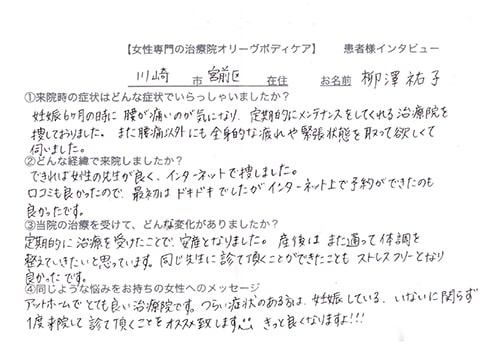 【女性専門の治療院オリーヴボディケア】 患者様インタビュー
川崎 市 宮前区 在住 お名前 柳澤祐子
①来院時の症状はどんな症状でいらっしゃいましたか?
妊娠6ヶ月の時に腰が痛いのが気になり、定期的にメンテナンスをしてくれる治療院を
捜しておりました。また腰痛以外にも全身的な疲れや緊張状態を取って欲しくて
伺いました。
②どんな経緯で来院しましたか?
できれば女性の先生が良く、インターネットで捜しました。
口コミも良かったので、最初はドキドキでしたがインターネット上で予約ができたのも
良かったです。
③当院の治療を受けて、どんな変化がありましたか?
定期的に治療を受けたことで、安産となりました。産後はまた通って体調を
整えていきたいと思っています。同じ先生に診て頂くことができたこともストレスフリーとなり
良かったです。
④同じような悩みをお持ちの女性へのメッセージ
アットホームでとても良い治療院です。つらい症状のある方は、妊娠している、いないに関らず
1度来院して診て頂くことをオススメ致します。きっと良くなりますよ!!!